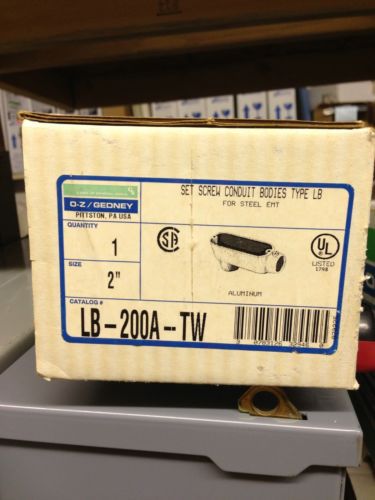 O-Z/GEDNEY
PITTSTON, PA USA
QUANTITY
1
SIZE
2"
CATALOG #
LB-200A--TW
SET SCREW CONDUIT BODIES TYPE LB
FOR STEEL EMT
ALUMINUM
UL
LISTED
179B